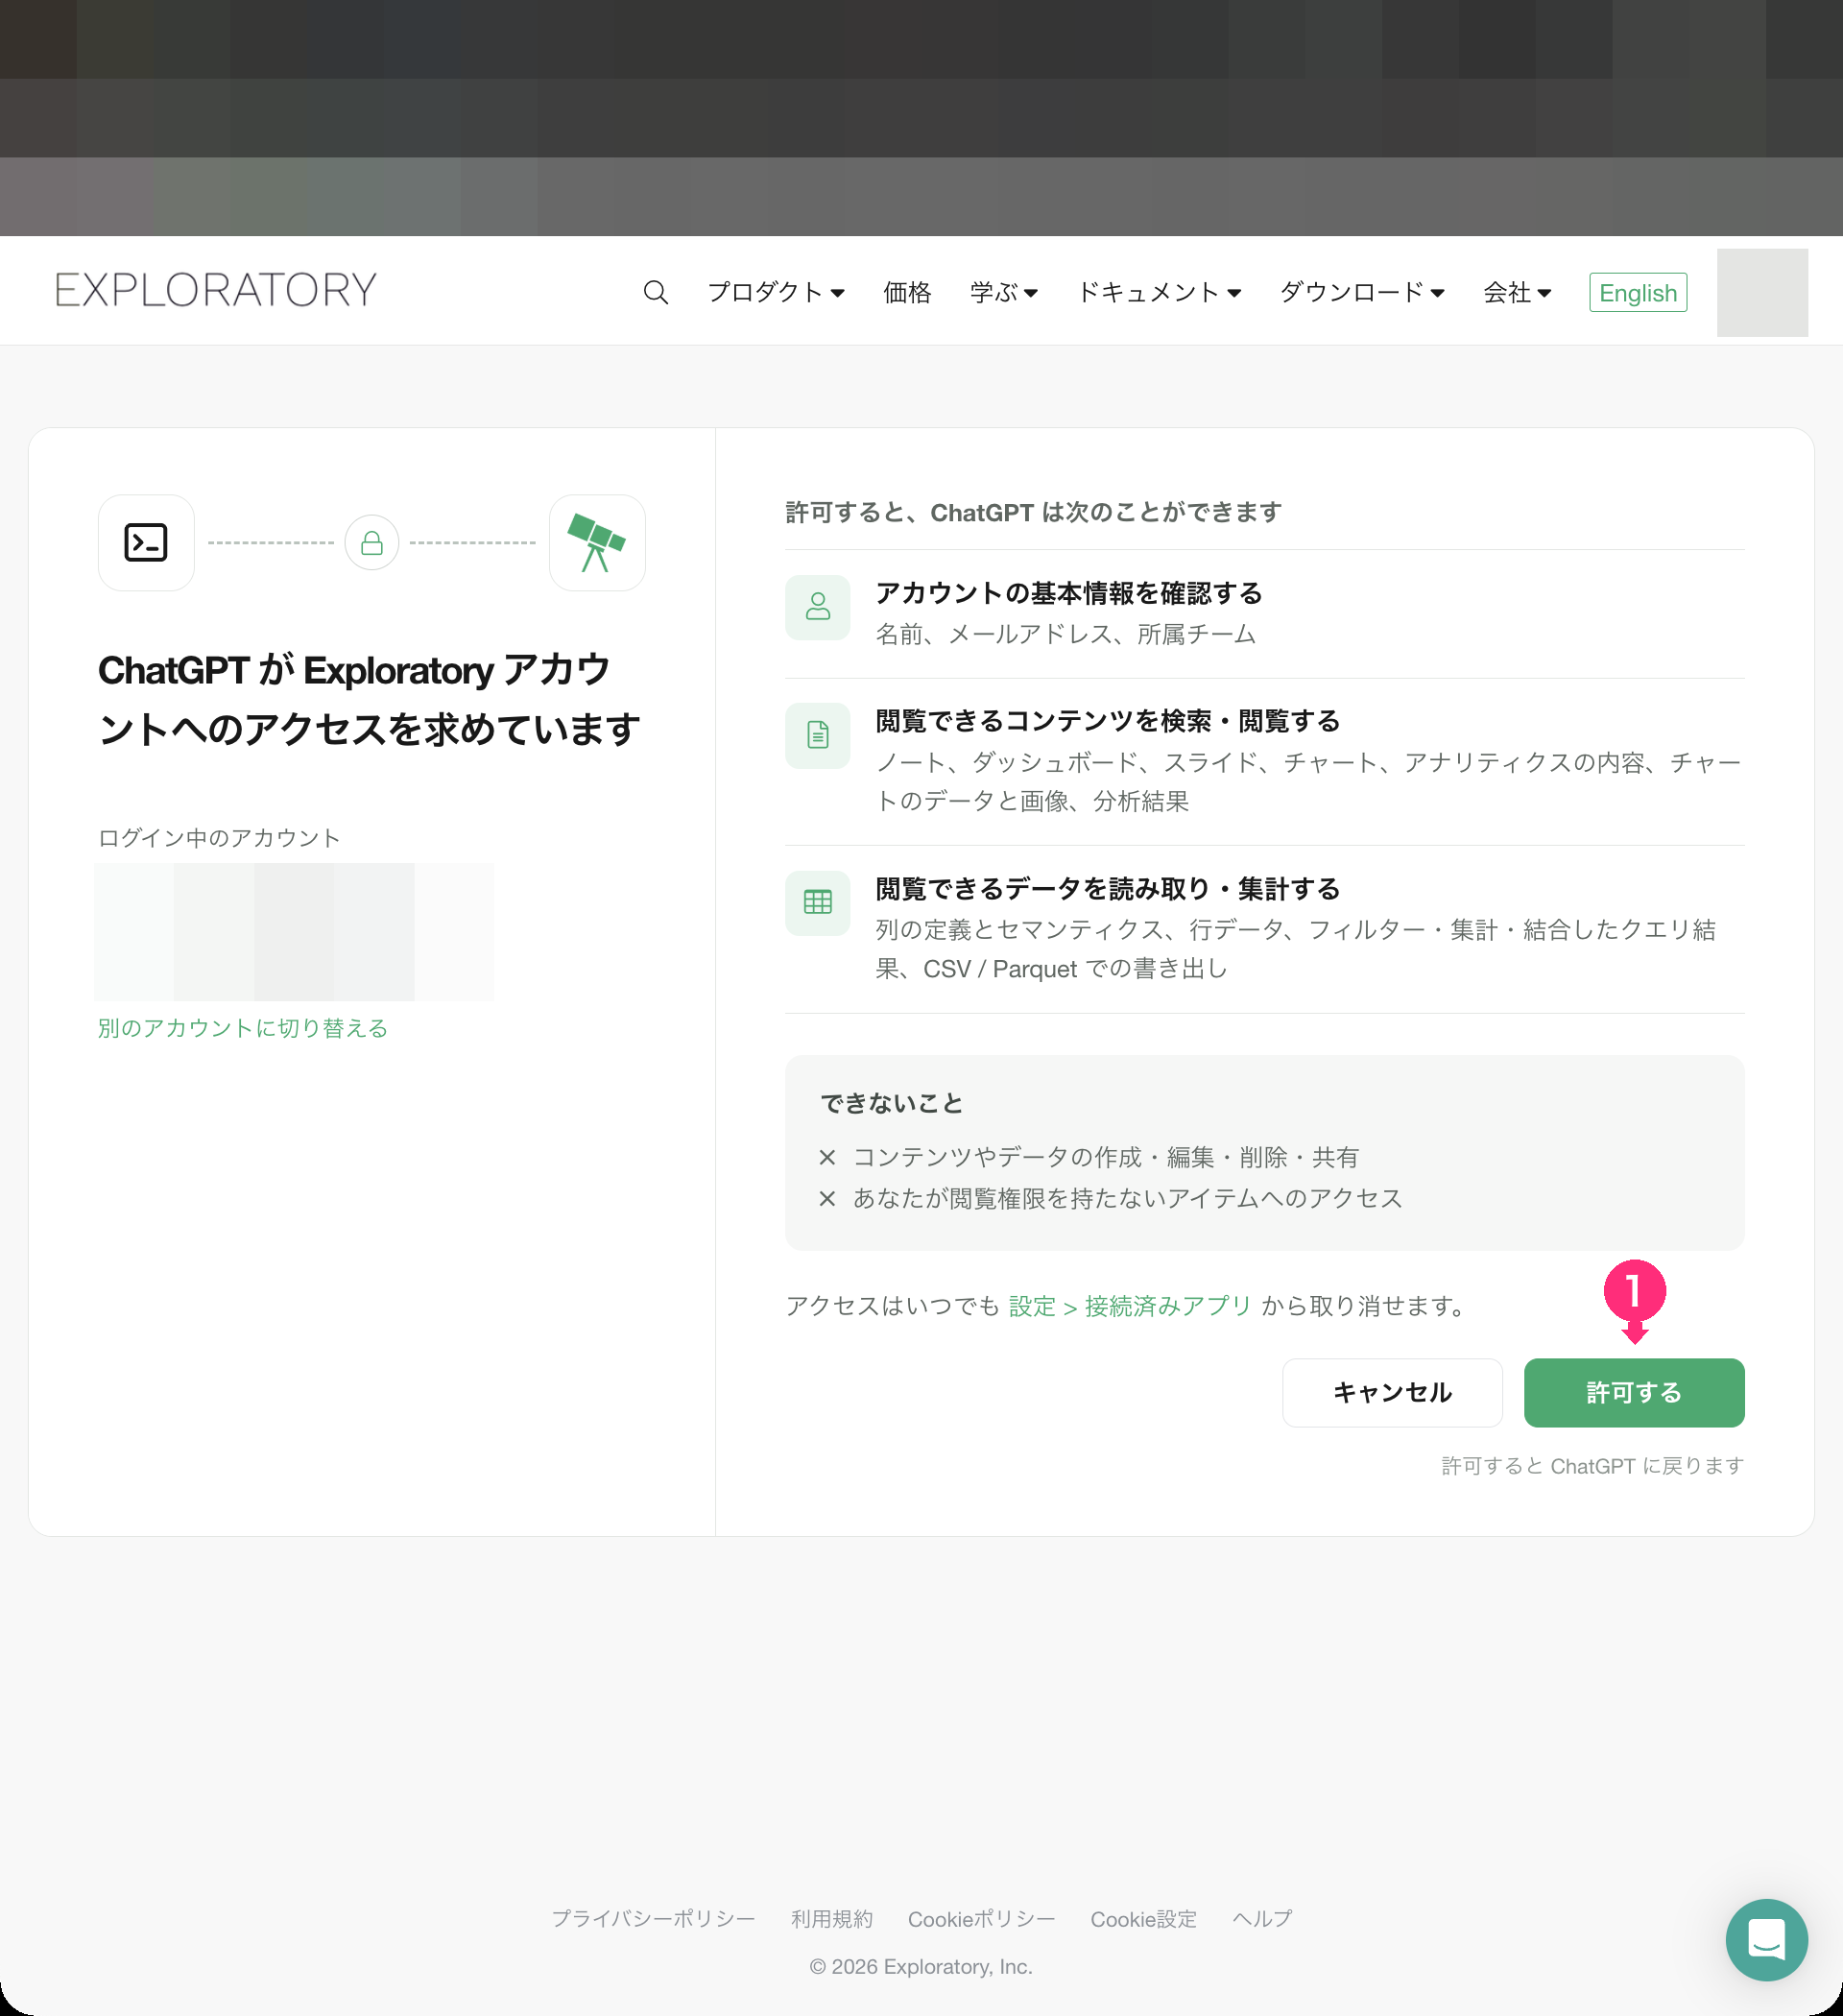 EXPLORATORY
プロダクト
価格
学ぶ
ドキュメント
ダウンロード
会社
English
ChatGPT が Exploratory アカウ
ントへのアクセスを求めています
ログイン中のアカウント
別のアカウントに切り替える
許可すると、ChatGPT は次のことができます
アカウントの基本情報を確認する
名前、メールアドレス、所属チーム
閲覧できるコンテンツを検索・閲覧する
ノート、ダッシュボード、スライド、チャート、アナリティクスの内容、チャー
トのデータと画像、分析結果
閲覧できるデータを読み取り・集計する
列の定義とセマンティクス、行データ、フィルター・集計・結合したクエリ結
果、CSV / Parquet での書き出し
できないこと
× コンテンツやデータの作成・編集・削除・共有
× あなたが閲覧権限を持たないアイテムへのアクセス
アクセスはいつでも 設定 > 接続済みアプリ から取り消せます。
1
キャンセル
許可する
許可すると ChatGPT に戻ります
プライバシーポリシー
利用規約
Cookieポリシー
Cookie設定
ヘルプ
© 2026 Exploratory, Inc.